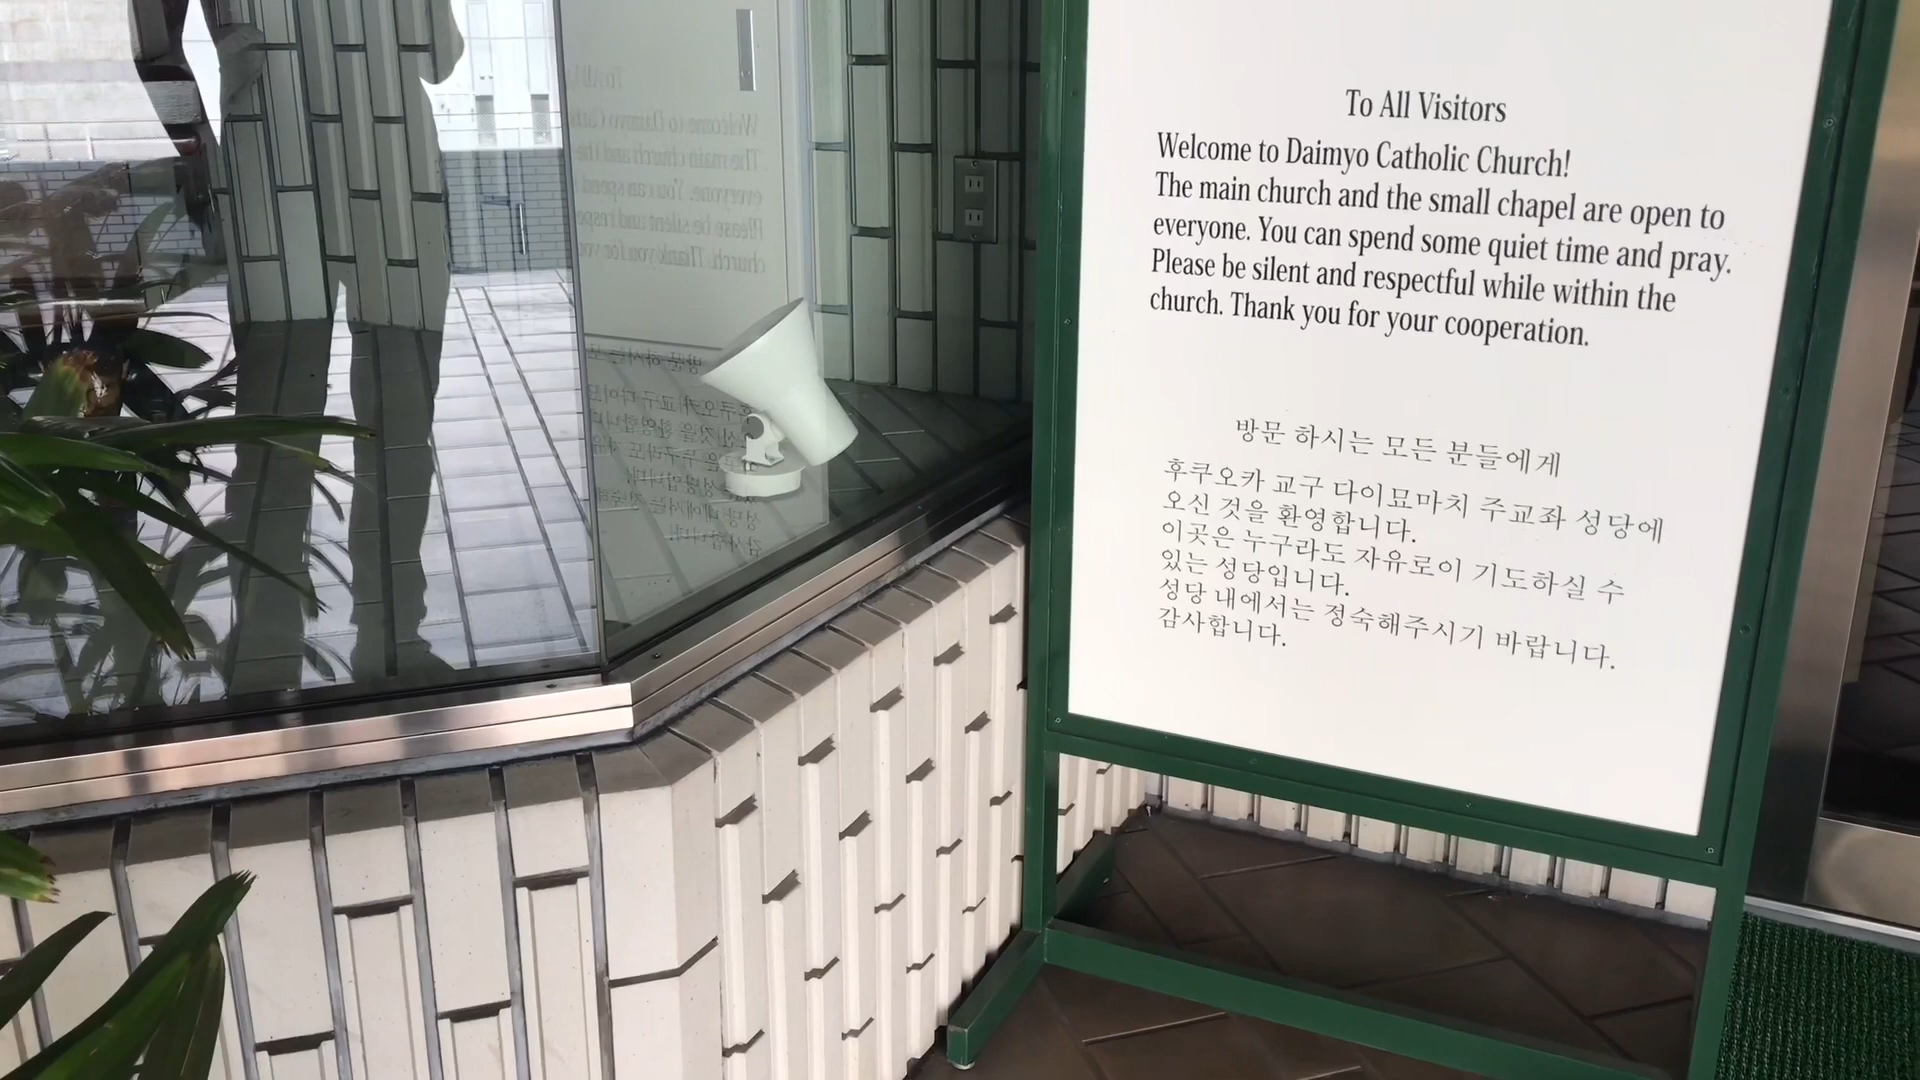 To All Visitors
Welcome to Daimyo Catholic Church!
The main church and the small chapel are open to
everyone. You can spend some quiet time and pray.
Please be silent and respectful while within the
church. Thank you for your cooperation.
방문 하시는 모든 분들에게
후쿠오카 교구 다이묘마치 주교좌 성당에
오신 것을 환영합니다.
이곳은 누구라도 자유로이 기도하실 수
있는 성당입니다.
성당 내에서는 정숙해주시기 바랍니다.
감사합니다.